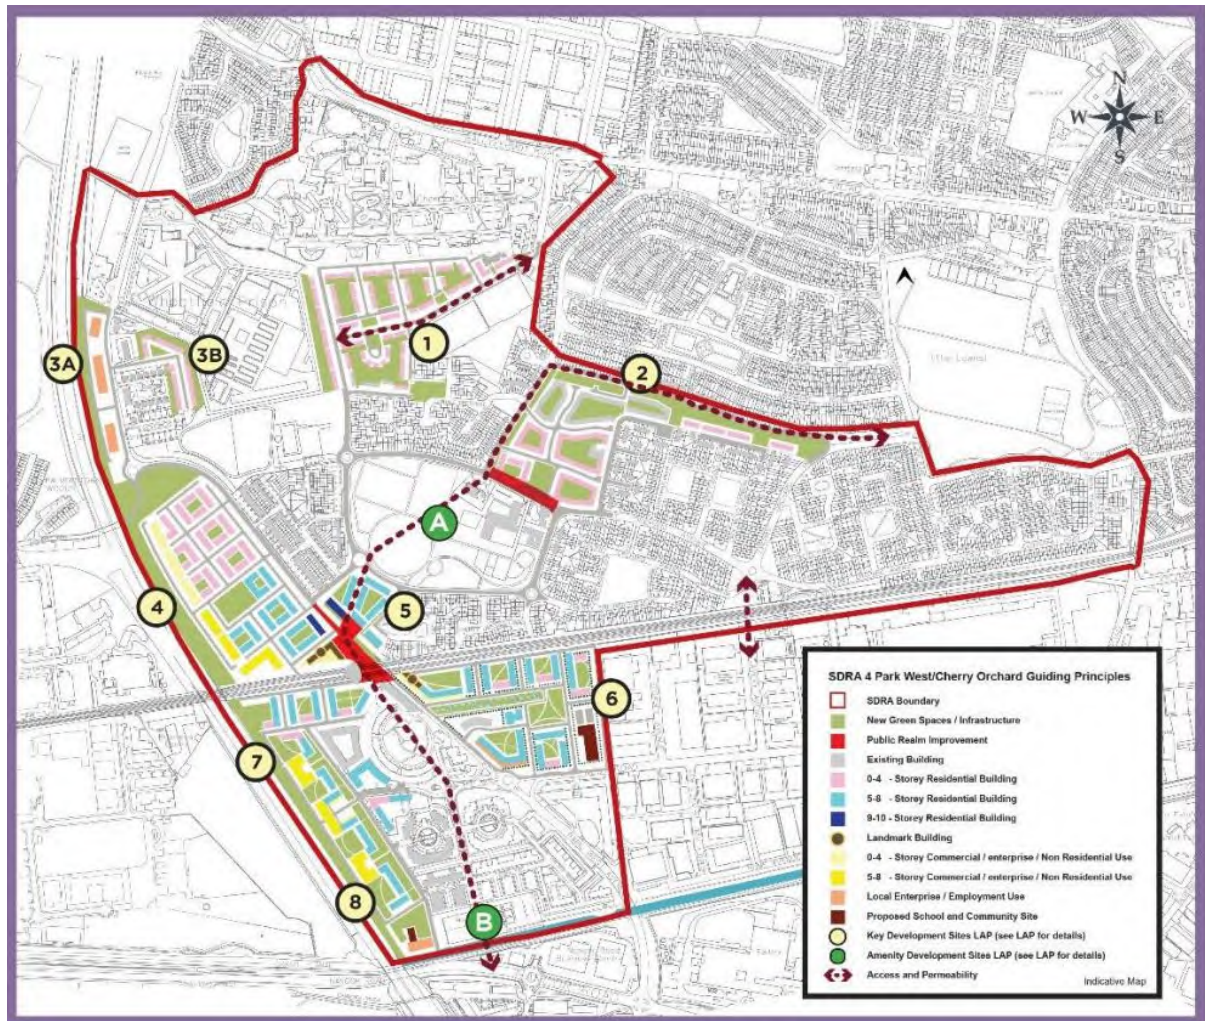 N
W E
S
1
2
3A
3B
A
4
5
6
7
8
B
SDRA 4 Park West/Cherry Orchard Guiding Principles
SDRA Boundary
New Green Spaces / Infrastructure
Public Realm Improvement
Existing Building
0-4 - Storey Residential Building
5-8 - Storey Residential Building
9-10 - Storey Residential Building
Landmark Building
0-4 - Storey Commercial / enterprise / Non Residential Use
5-8 - Storey Commercial / enterprise / Non Residential Use
Local Enterprise / Employment Use
Proposed School and Community Site
Key Development Sites LAP (see LAP for details)
Amenity Development Sites LAP (see LAP for details)
Access and Permeability
Indicative Map